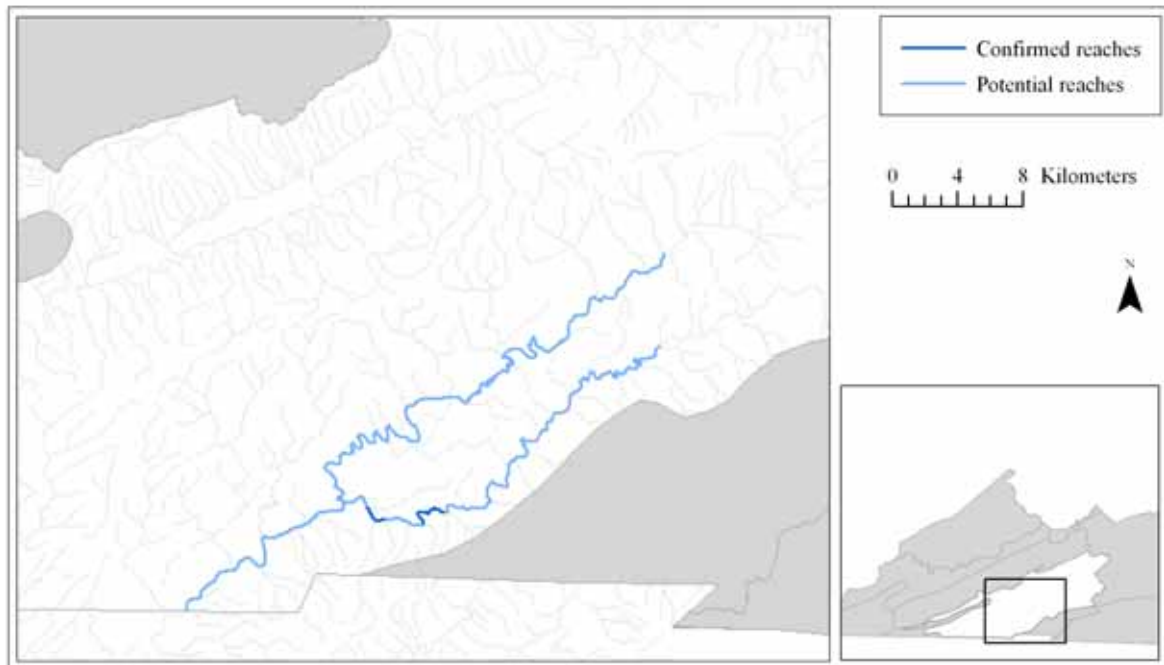 Confirmed reaches
Potential reaches
0 4 8 Kilometers
N